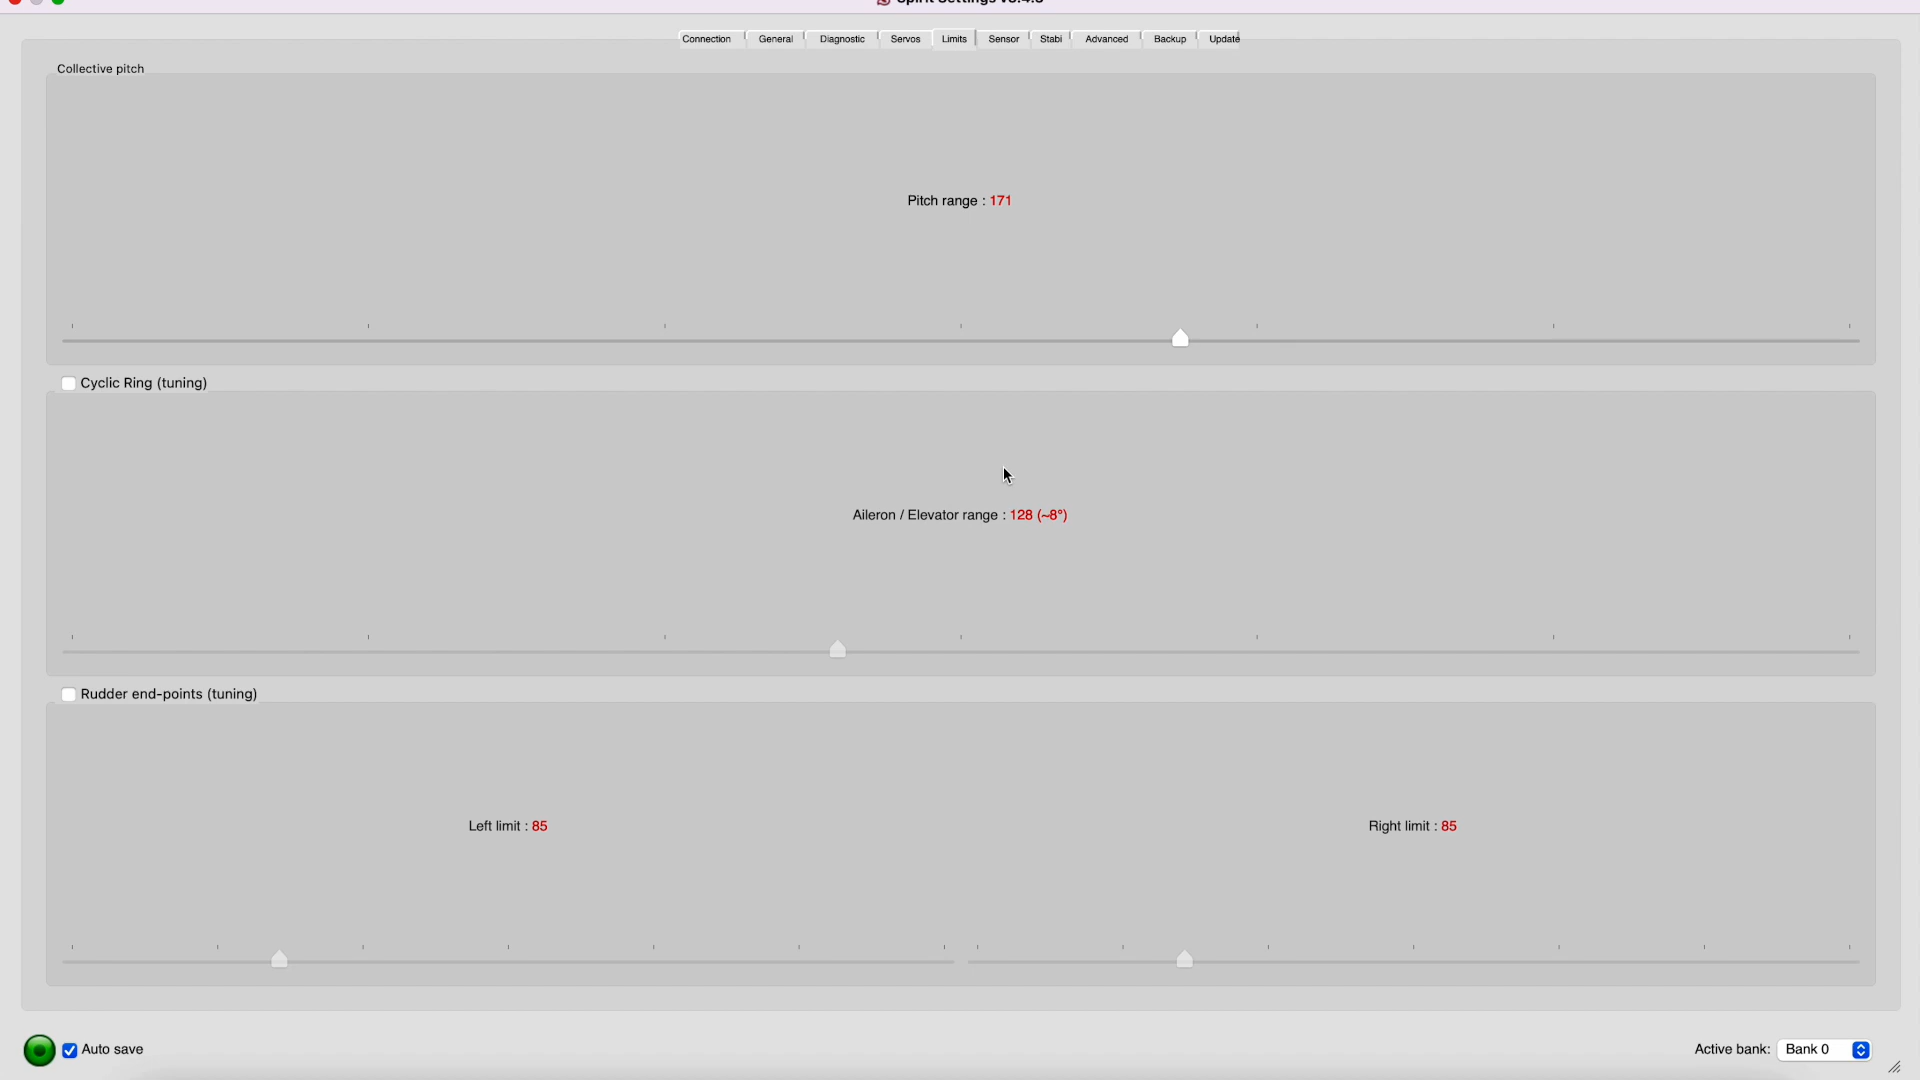 Spirit Settings
Connection General Diagnostic Servos Limits Sensor Stabi Advanced Backup Update
Collective pitch
Pitch range : 171
Cyclic Ring (tuning)
Aileron / Elevator range : 128 (~8°)
Rudder end-points (tuning)
Left limit : 85 Right limit : 85
Auto save Active bank: Bank 0